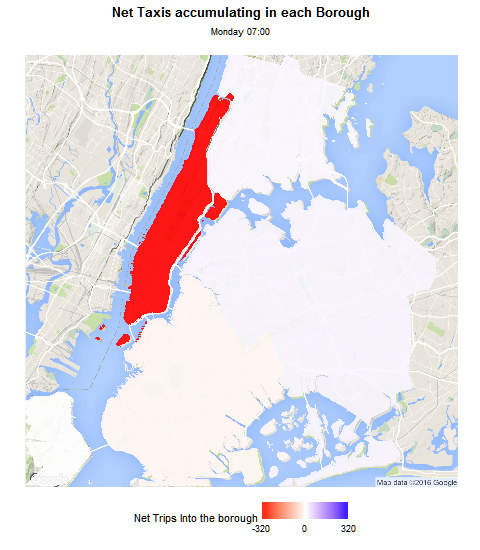 Net Taxis accumulating in each Borough
Monday 07:00
Map data ©2016 Google
Net Trips Into the borough
-320 0 320